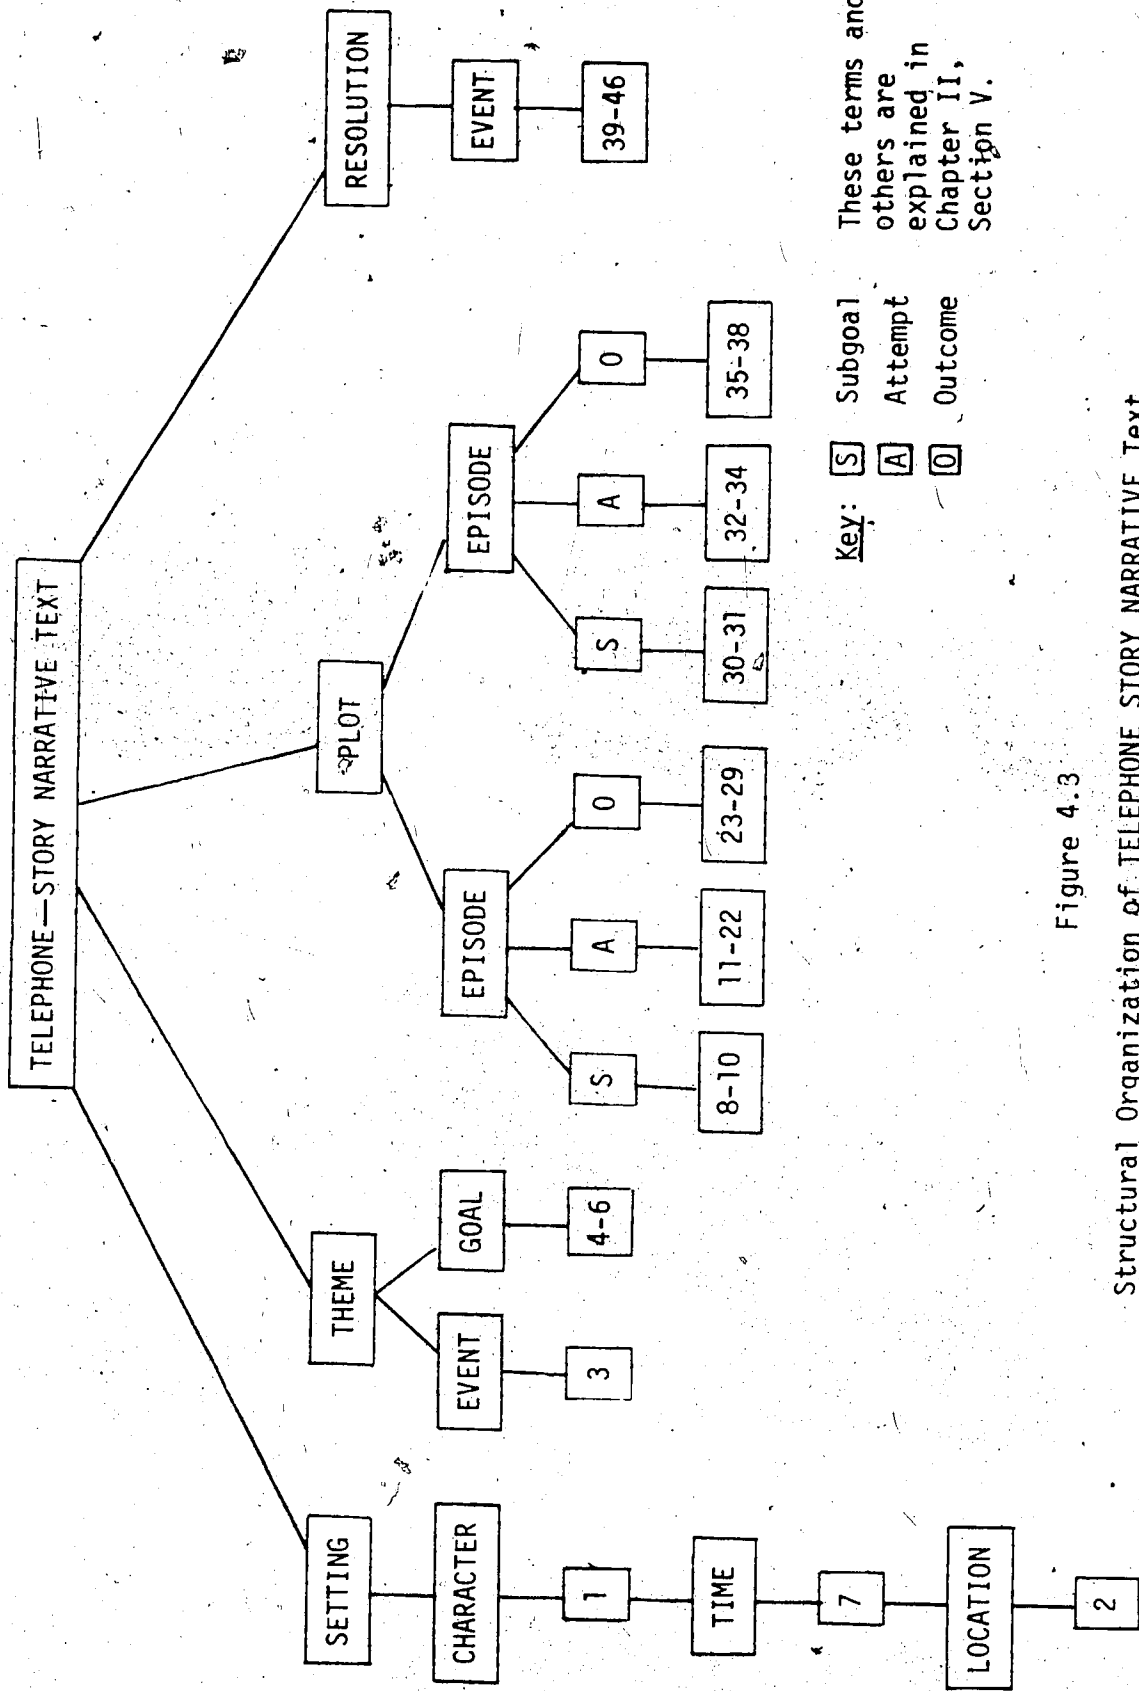 TELEPHONE—STORY NARRATIVE TEXT
SETTING
THEME
PLOT
RESOLUTION
CHARACTER
EVENT
GOAL
EPISODE
EPISODE
EVENT
1
3
4-6
S
A
O
S
A
O
39-46
TIME
8-10
11-22
23-29
30-31
32-34
35-38
7
LOCATION
2
Key: S Subgoal
A Attempt
O Outcome
These terms and
others are
explained in
Chapter II,
Section V.
Figure 4.3
Structural Organization of TELEPHONE STORY NARRATIVE Text